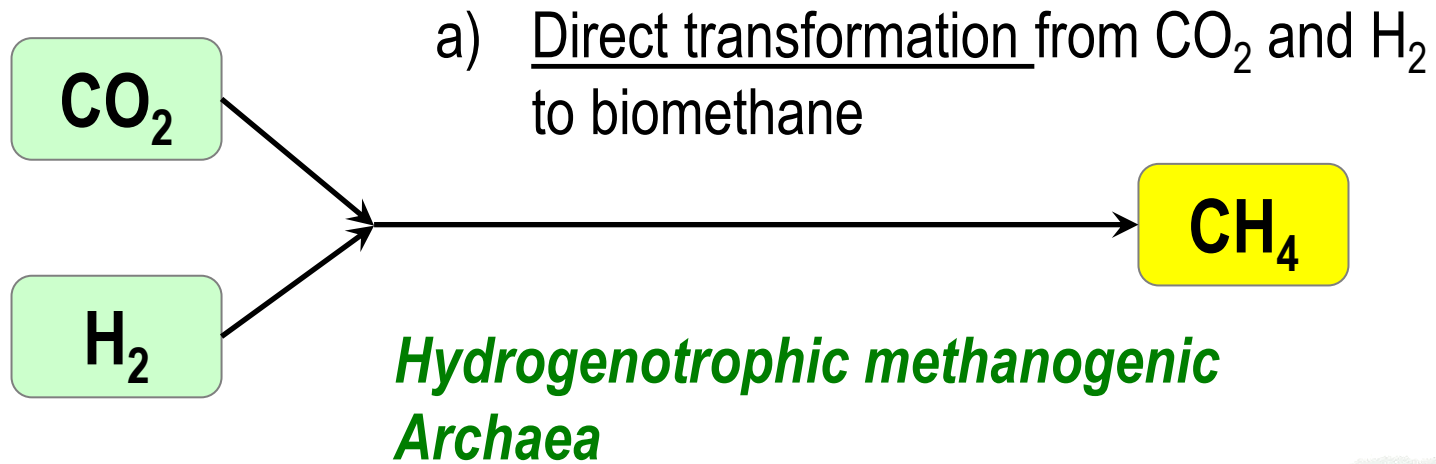 a) Direct transformation from CO₂ and H₂
to biomethane
CO₂
H₂
CH₄
Hydrogenotrophic methanogenic
Archaea